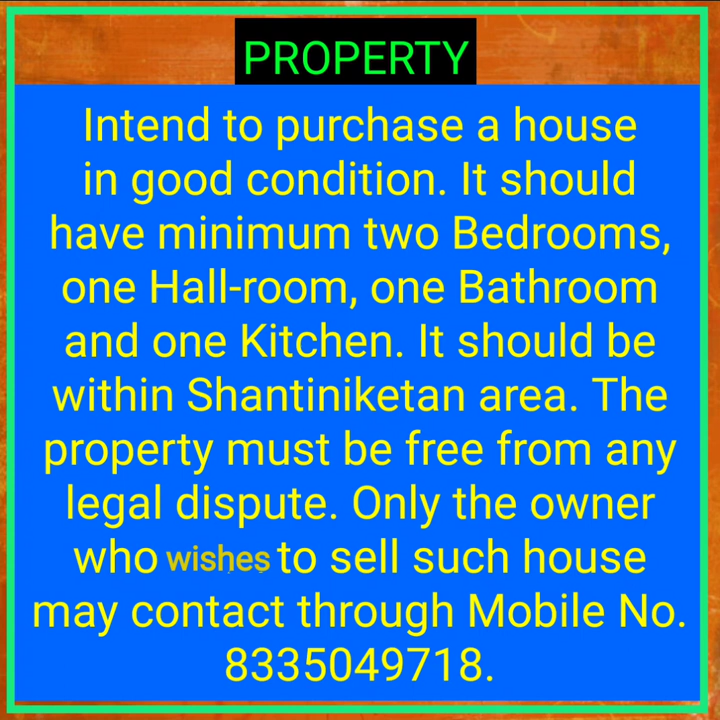 PROPERTY
Intend to purchase a house
in good condition. It should
have minimum two Bedrooms,
one Hall-room, one Bathroom
and one Kitchen. It should be
within Shantiniketan area. The
property must be free from any
legal dispute. Only the owner
who wishes to sell such house
may contact through Mobile No.
8335049718.